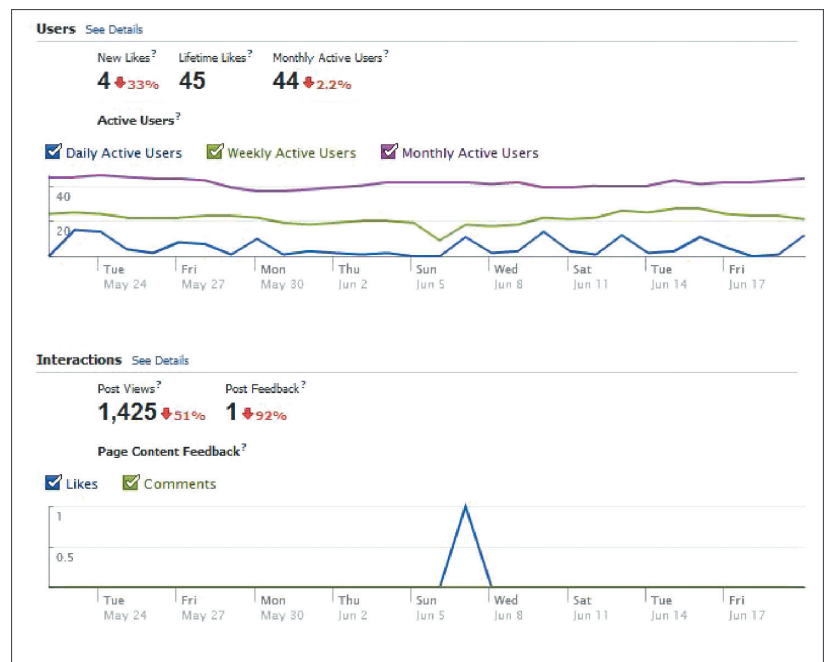 Users See Details
New Likes? Lifetime Likes? Monthly Active Users?
4 33% 45 44 2.2%
Active Users?
Daily Active Users Weekly Active Users Monthly Active Users
40
20
Tue Fri Mon Thu Sun Wed Sat Tue Fri
May 24 May 27 May 30 Jun 2 Jun 5 Jun 8 Jun 11 Jun 14 Jun 17
Interactions See Details
Post Views? Post Feedback?
1,425 51% 1 92%
Page Content Feedback?
Likes Comments
1
0.5
Tue Fri Mon Thu Sun Wed Sat Tue Fri
May 24 May 27 May 30 Jun 2 Jun 5 Jun 8 Jun 11 Jun 14 Jun 17